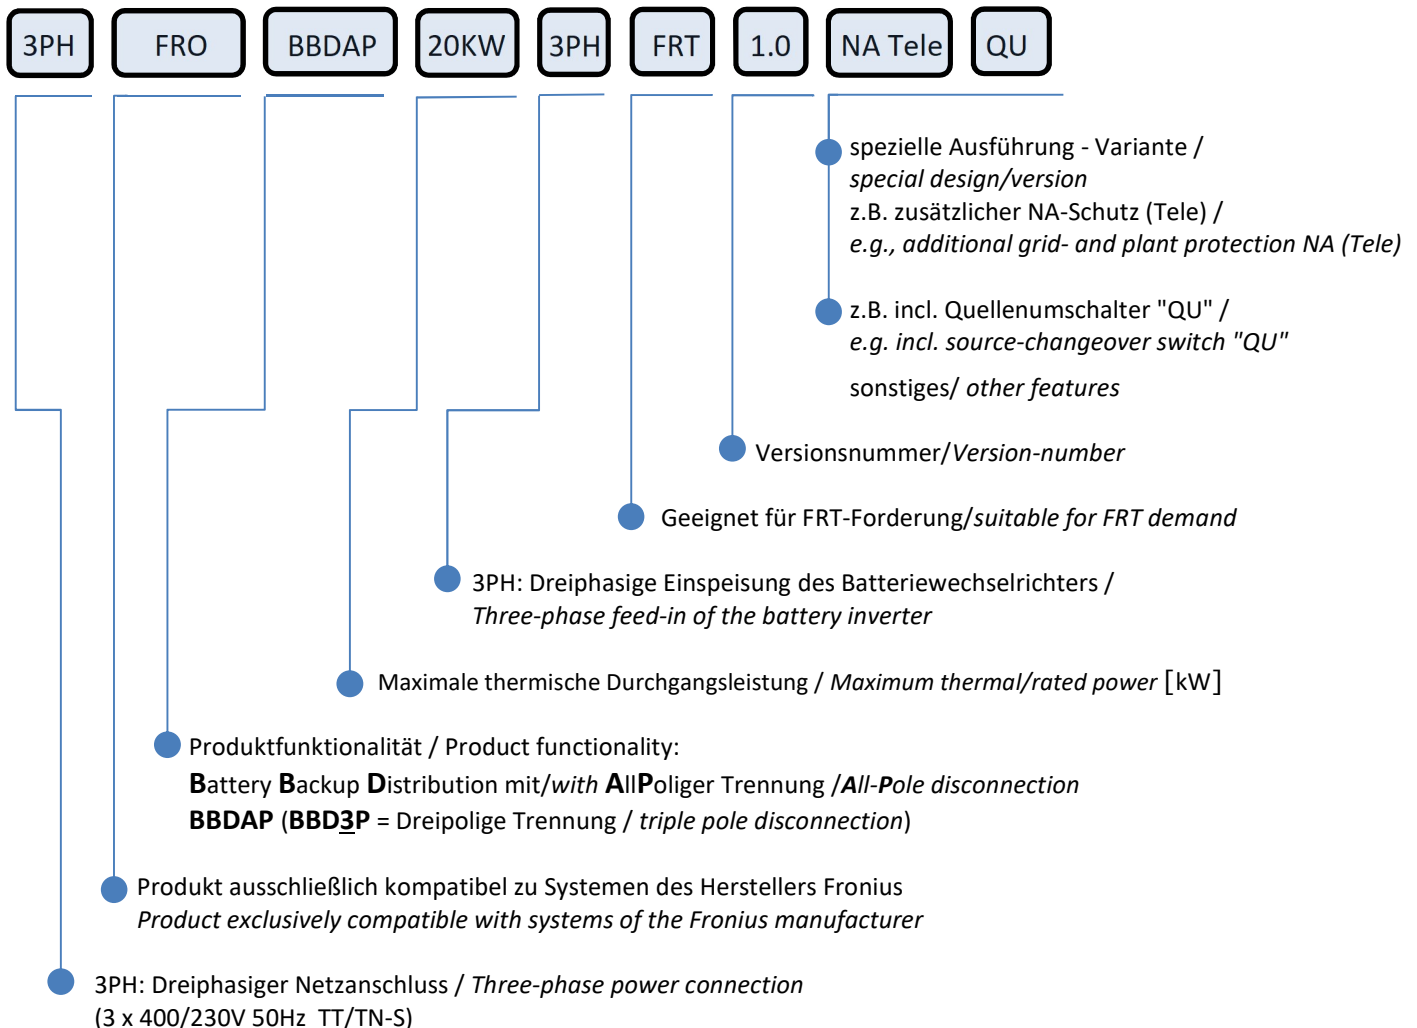 3PH FRO BBDAP 20KW 3PH FRT 1.0 NA Tele QU
spezielle Ausführung - Variante /
special design/version
z.B. zusätzlicher NA-Schutz (Tele) /
e.g., additional grid- and plant protection NA (Tele)
z.B. incl. Quellenumschalter "QU" /
e.g. incl. source-changeover switch "QU"
sonstiges/ other features
Versionsnummer/Version-number
Geeignet für FRT-Forderung/suitable for FRT demand
3PH: Dreiphasige Einspeisung des Batteriewechselrichters /
Three-phase feed-in of the battery inverter
Maximale thermische Durchgangsleistung / Maximum thermal/rated power [kW]
Produktfunktionalität / Product functionality:
Battery Backup Distribution mit/with AllPoliger Trennung /All-Pole disconnection
BBDAP (BBD3P = Dreipolige Trennung / triple pole disconnection)
Produkt ausschließlich kompatibel zu Systemen des Herstellers Fronius
Product exclusively compatible with systems of the Fronius manufacturer
3PH: Dreiphasiger Netzanschluss / Three-phase power connection
(3 x 400/230V 50Hz TT/TN-S)